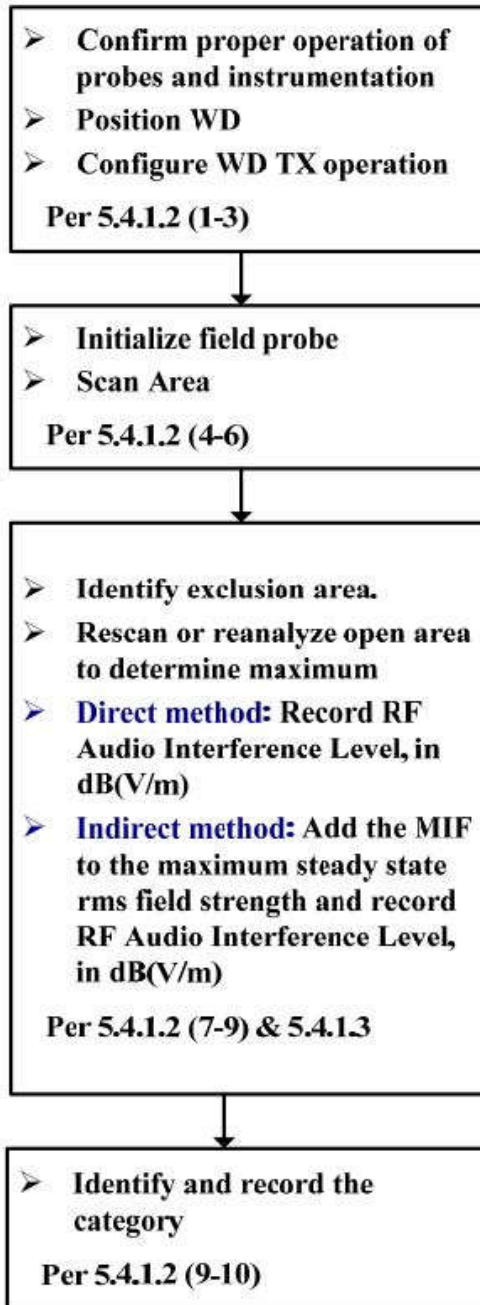 ➢ Confirm proper operation of
probes and instrumentation
➢ Position WD
➢ Configure WD TX operation
Per 5.4.1.2 (1-3)
➢ Initialize field probe
➢ Scan Area
Per 5.4.1.2 (4-6)
➢ Identify exclusion area.
➢ Rescan or reanalyze open area
to determine maximum
➢ Direct method: Record RF
Audio Interference Level, in
dB(V/m)
➢ Indirect method: Add the MIF
to the maximum steady state
rms field strength and record
RF Audio Interference Level,
in dB(V/m)
Per 5.4.1.2 (7-9) & 5.4.1.3
➢ Identify and record the
category
Per 5.4.1.2 (9-10)